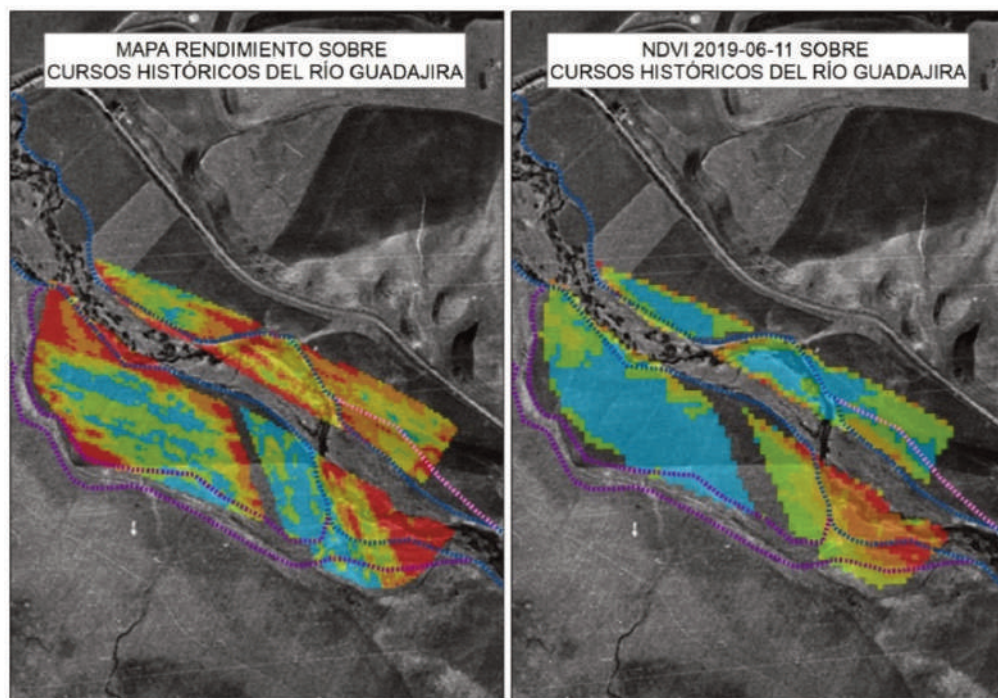 MAPA RENDIMIENTO SOBRE
CURSOS HISTÓRICOS DEL RÍO GUADAJIRA
NDVI 2019-06-11 SOBRE
CURSOS HISTÓRICOS DEL RÍO GUADAJIRA